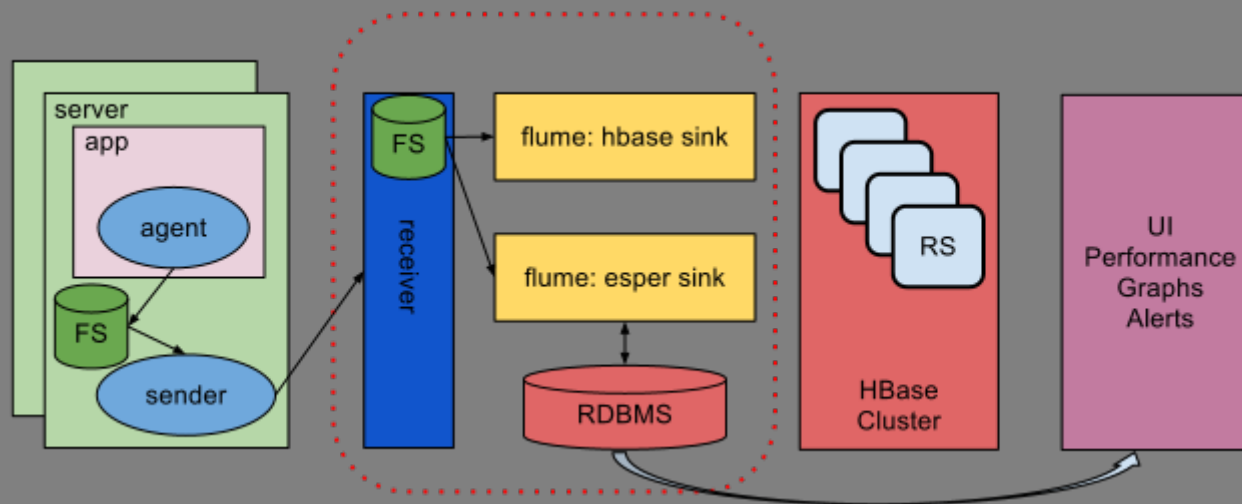 server
app
agent
FS
sender
FS
receiver
flume: hbase sink
flume: esper sink
RDBMS
RS
HBase
Cluster
UI
Performance
Graphs
Alerts